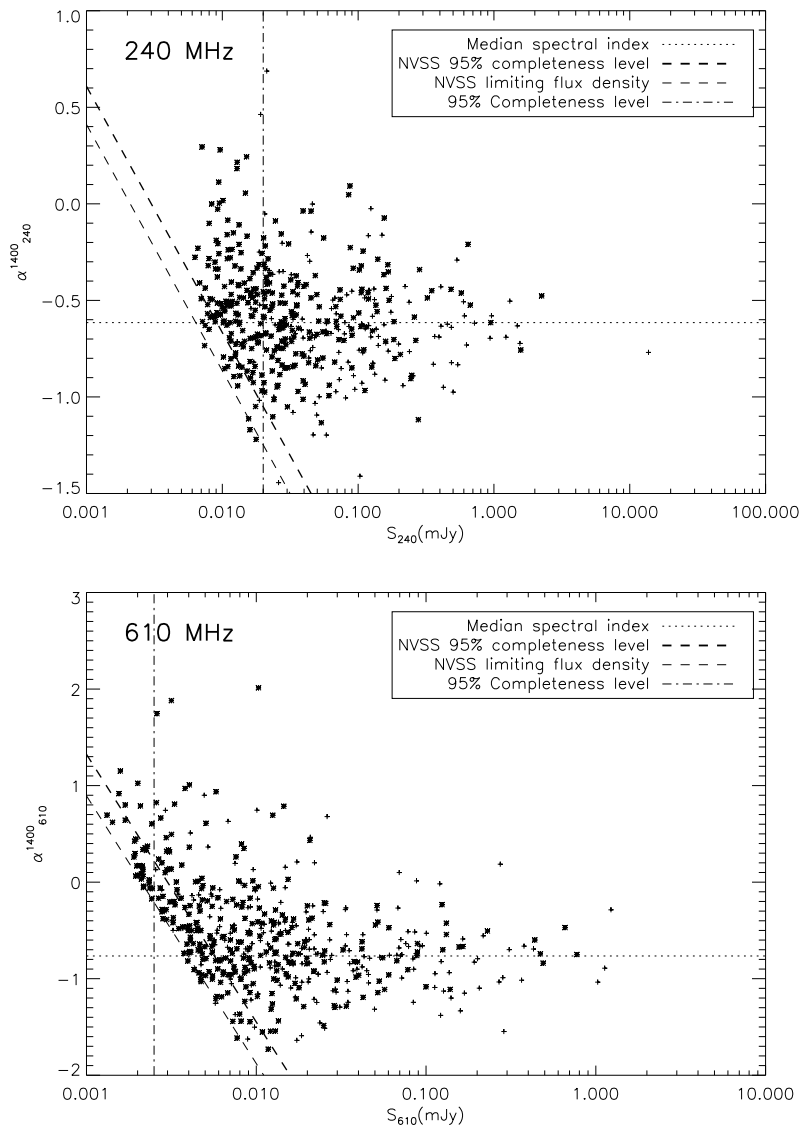 240 MHz
Median spectral index
NVSS 95% completeness level
NVSS limiting flux density
95% Completeness level
1.0
0.5
0.0
−0.5
−1.0
−1.5
α¹⁴⁰⁰₂₄₀
0.001 0.010 0.100 1.000 10.000 100.000
S₂₄₀(mJy)
610 MHz
Median spectral index
NVSS 95% completeness level
NVSS limiting flux density
95% Completeness level
3
2
1
0
−1
−2
α¹⁴⁰⁰₆₁₀
0.001 0.010 0.100 1.000 10.000
S₆₁₀(mJy)